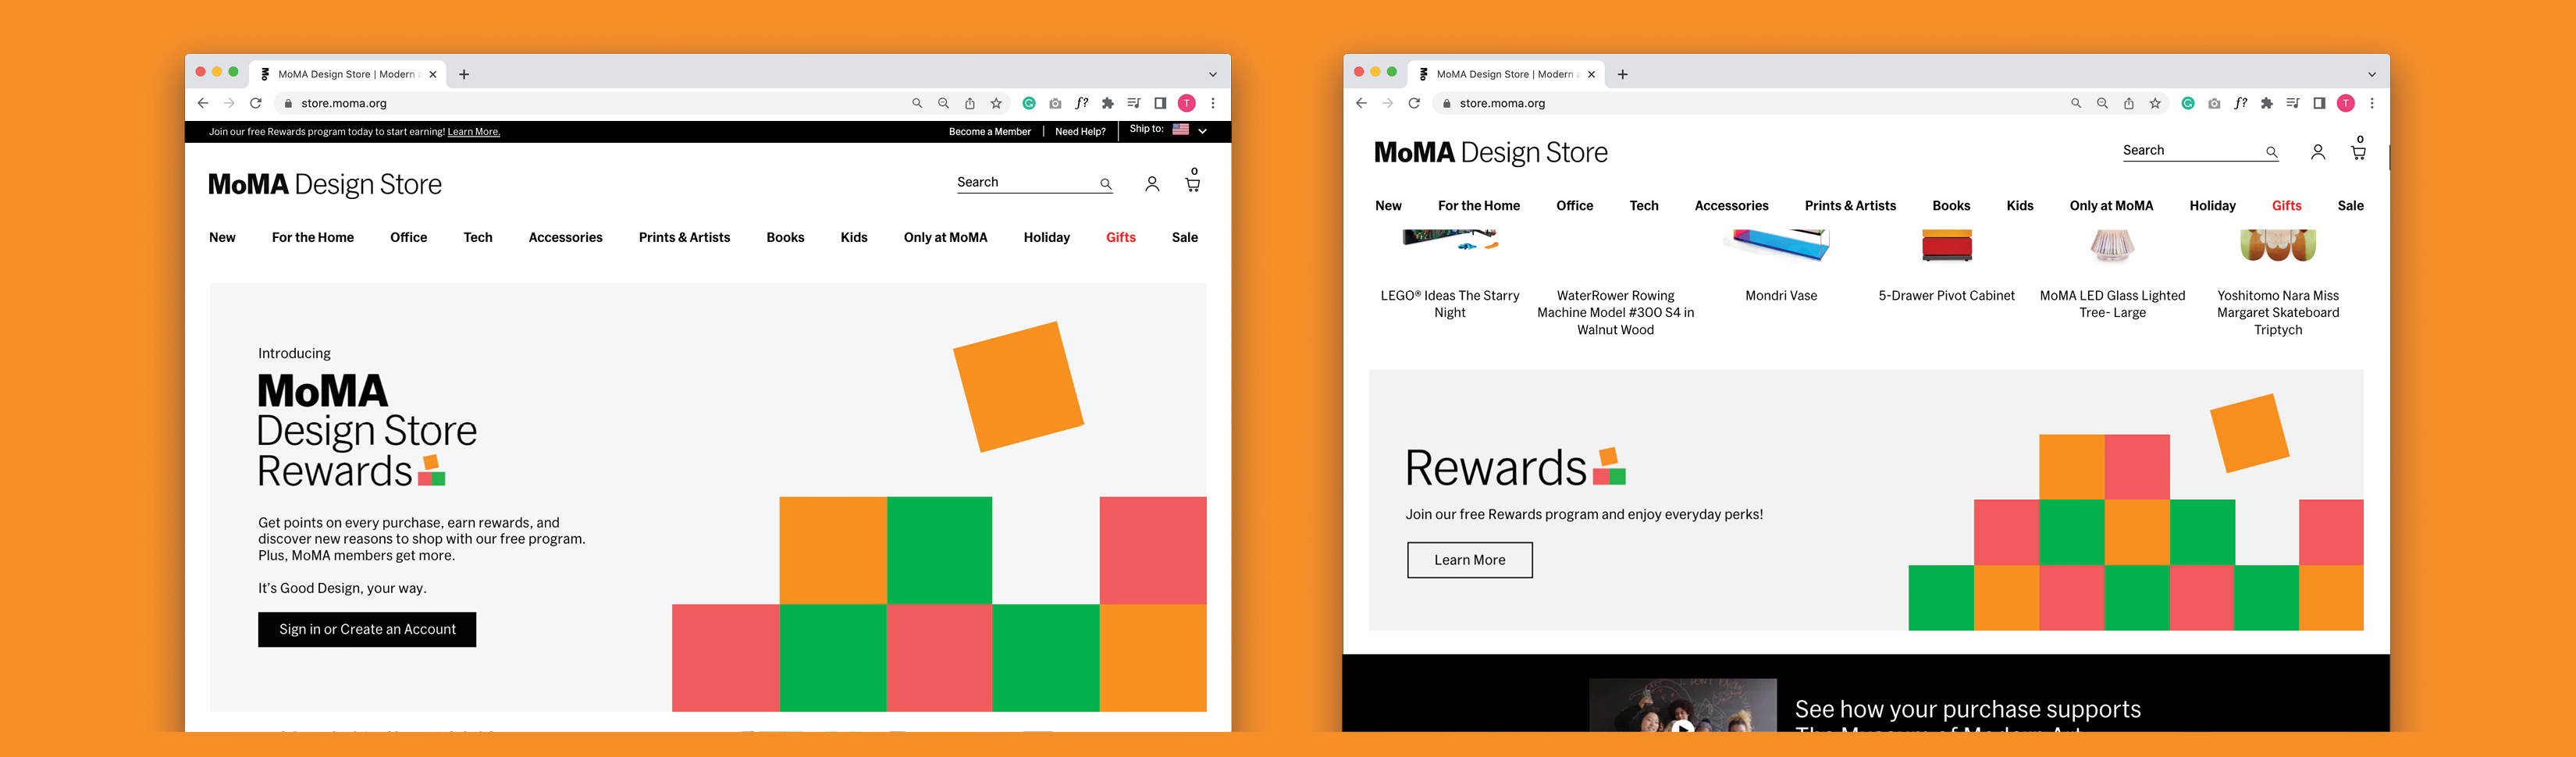 MoMA Design Store | Modern
store.moma.org
Join our free Rewards program today to start earning! Learn More.
Become a Member
Need Help?
Ship to:
MoMA Design Store
Search
0
New
For the Home
Office
Tech
Accessories
Prints & Artists
Books
Kids
Only at MoMA
Holiday
Gifts
Sale
Introducing
MoMA
Design Store
Rewards
Get points on every purchase, earn rewards, and
discover new reasons to shop with our free program.
Plus, MoMA members get more.
It's Good Design, your way.
Sign in or Create an Account
MoMA Design Store | Modern
store.moma.org
f?
T
MoMA Design Store
Search
0
New
For the Home
Office
Tech
Accessories
Prints & Artists
Books
Kids
Only at MoMA
Holiday
Gifts
Sale
LEGO® Ideas The Starry
Night
WaterRower Rowing
Machine Model #300 S4 in
Walnut Wood
Mondri Vase
5-Drawer Pivot Cabinet
MoMA LED Glass Lighted
Tree- Large
Yoshitomo Nara Miss
Margaret Skateboard
Triptych
Rewards
Join our free Rewards program and enjoy everyday perks!
Learn More
See how your purchase supports
The Museum of Modern Art